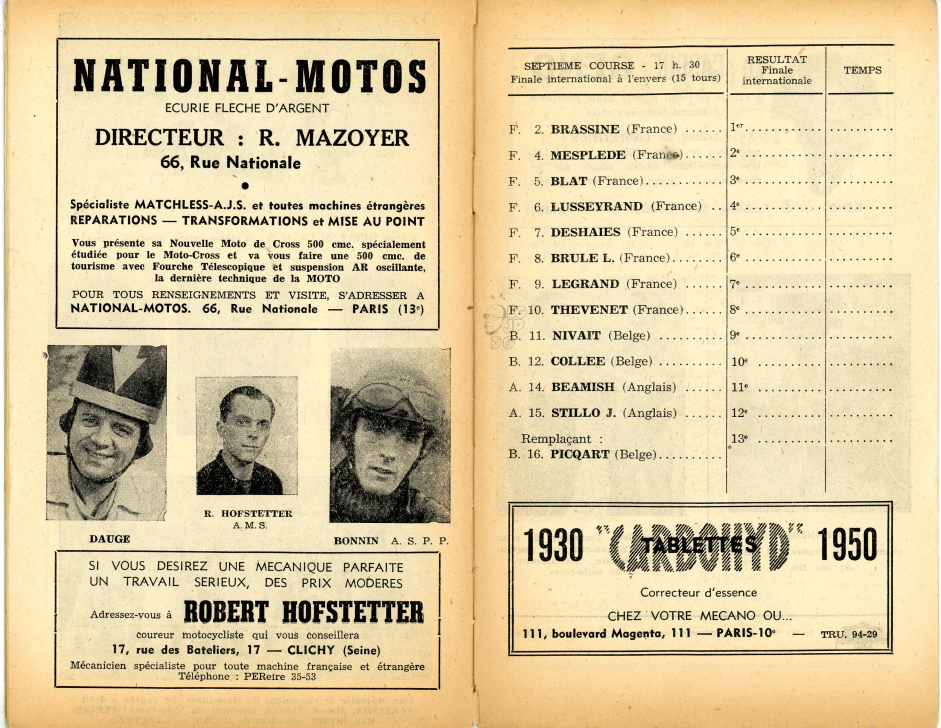 NATIONAL-MOTOS
ECURIE FLECHE D'ARGENT
DIRECTEUR : R. MAZOYER
66, Rue Nationale
Spécialiste MATCHLESS-A.J.S. et toutes machines étrangères
REPARATIONS — TRANSFORMATIONS et MISE AU POINT
Vous présente sa Nouvelle Moto de Cross 500 cmc. spécialement
étudiée pour le Moto-Cross et va vous faire une 500 cmc. de
tourisme avec Fourche Télescopique et suspension AR oscillante,
la dernière technique de la MOTO
POUR TOUS RENSEIGNEMENTS ET VISITE, S'ADRESSER A
NATIONAL-MOTOS. 66, Rue Nationale — PARIS (13e)
DAUGE
R. HOFSTETTER
A.M.S.
BONNIN A. S. P. P.
SI VOUS DESIREZ UNE MECANIQUE PARFAITE
UN TRAVAIL SERIEUX, DES PRIX MODERES
Adressez-vous à ROBERT HOFSTETTER
coureur motocycliste qui vous conseillera
17, rue des Bateliers, 17 — CLICHY (Seine)
Mécanicien spécialiste pour toute machine française et étrangère
Téléphone : PEReire 35-53
SEPTIEME COURSE - 17 h. 30
Finale international à l'envers (15 tours)
RESULTAT
Finale
internationale
TEMPS
F. 2. BRASSINE (France) ...... 1er
F. 4. MESPLEDE (France) ...... 2e
F. 5. BLAT (France) ...... 3e
F. 6. LUSSEYRAND (France) .. 4e
F. 7. DESHAIES (France) ...... 5e
F. 8. BRULE L. (France) ...... 6e
F. 9. LEGRAND (France) ...... 7e
F. 10. THEVENET (France) ...... 8e
B. 11. NIVAIT (Belge) ...... 9e
B. 12. COLLEE (Belge) ...... 10e
A. 14. BEAMISH (Anglais) ...... 11e
A. 15. STILLO J. (Anglais) ...... 12e
Remplaçant : 13e
B. 16. PICQART (Belge) ......
1930 "CARBOHYD" 1950
TABLETTES
Correcteur d'essence
CHEZ VOTRE MECANO OU...
111, boulevard Magenta, 111 — PARIS-10e — TRU. 94-29